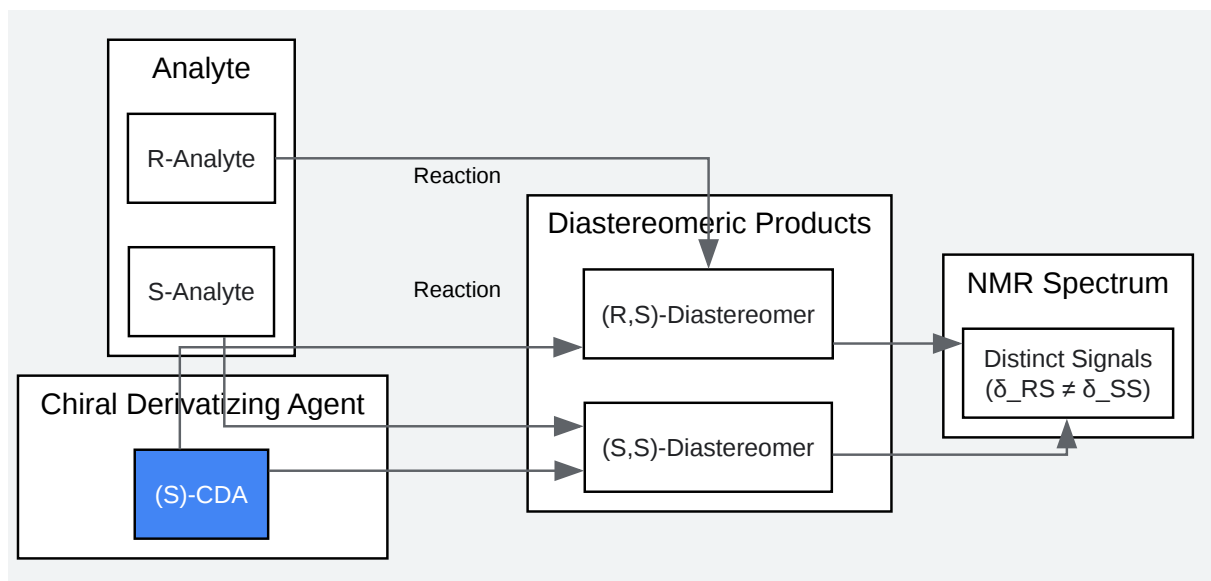 Analyte
R-Analyte
Reaction
Diastereomeric Products
S-Analyte
Reaction
(R,S)-Diastereomer
NMR Spectrum
Distinct Signals
(δ_RS ≠ δ_SS)
Chiral Derivatizing Agent
(S,S)-Diastereomer
(S)-CDA